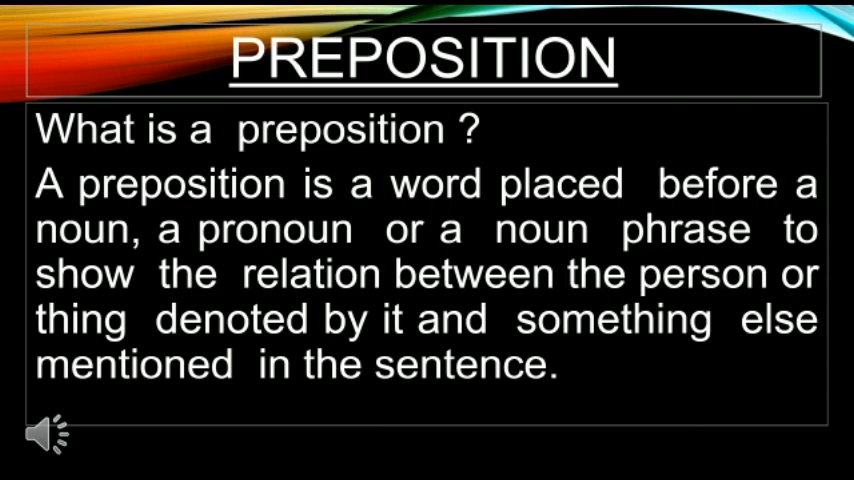 PREPOSITION
What is a preposition ?
A preposition is a word placed before a
noun, a pronoun or a noun phrase to
show the relation between the person or
thing denoted by it and something else
mentioned in the sentence.